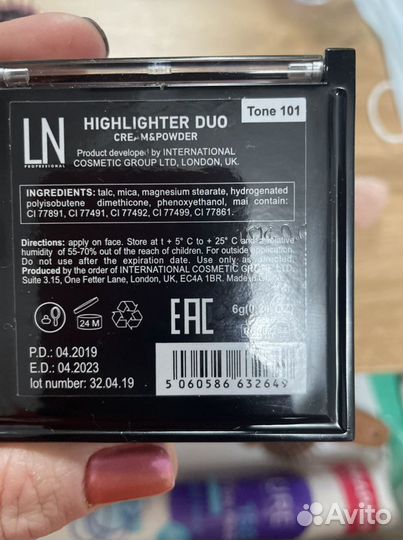 Tone 101
LN
PROFESSIONAL
HIGHLIGHTER DUO
CREAM&POWDER
Product developed by INTERNATIONAL
COSMETIC GROUP LTD, LONDON, UK.
INGREDIENTS: talc, mica, magnesium stearate, hydrogenated
polyisobutene dimethicone, phenoxyethanol, mai contain:
CI 77891, CI 77491, CI 77492, CI 77499, CI 77861.
Directions: apply on face. Store at t + 5° C to + 25° C and relative
humidity of 55-70% out of the reach of children. For outside application.
Do not use after the expiration date. Use only as
Produced by the order of INTERNATIONAL COSMETIC GROUP LTD,
Suite 3.15, One Fetter Lane, London, UK, EC4A 1BR. Made in
24 M
EAC
6g
P.D.: 04.2019
E.D.: 04.2023
lot number: 32.04.19
5 060586 632649
Avito